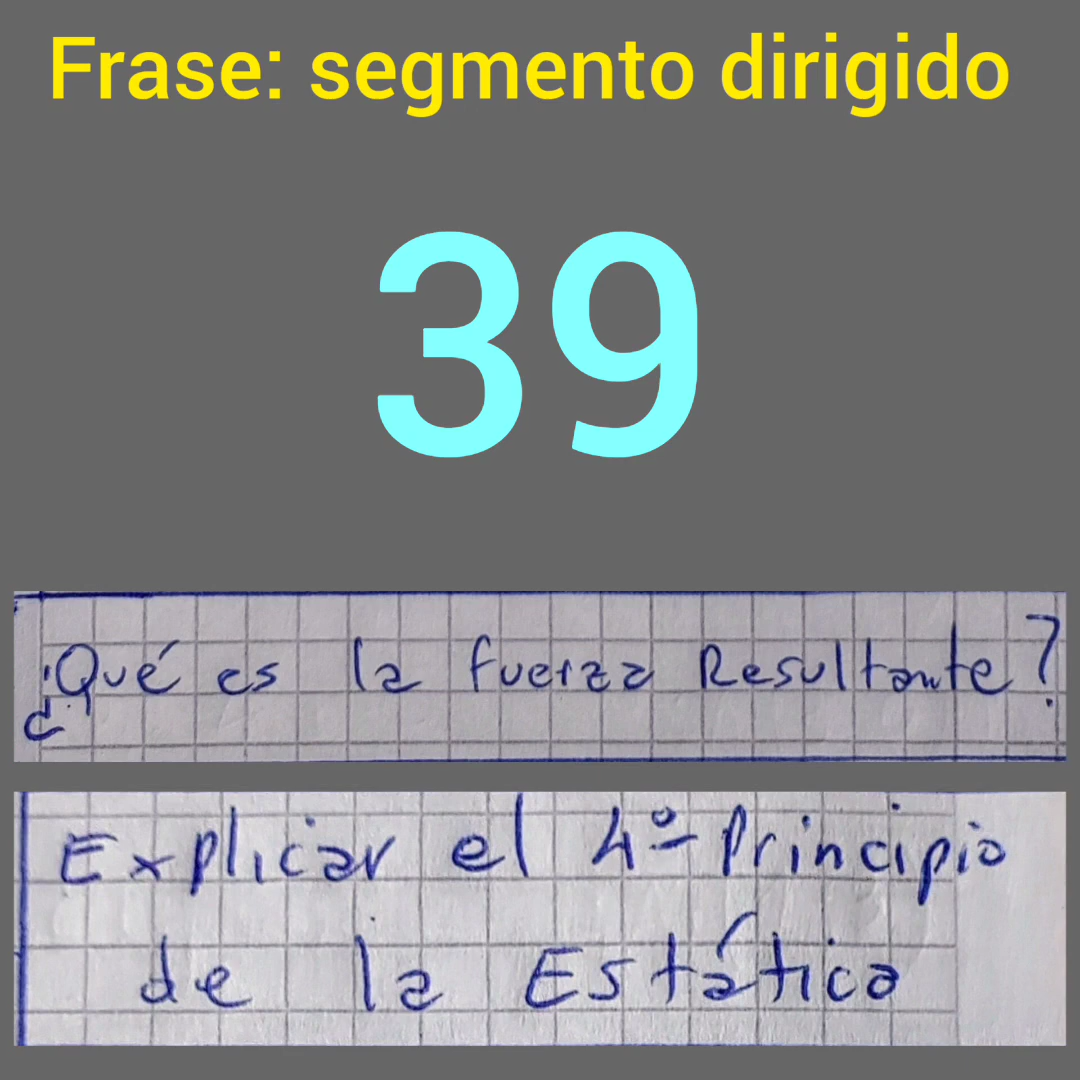 Frase: segmento dirigido
39
¿Qué es la fuerza Resultante?
Explicar el 4º Principio
de la Estática